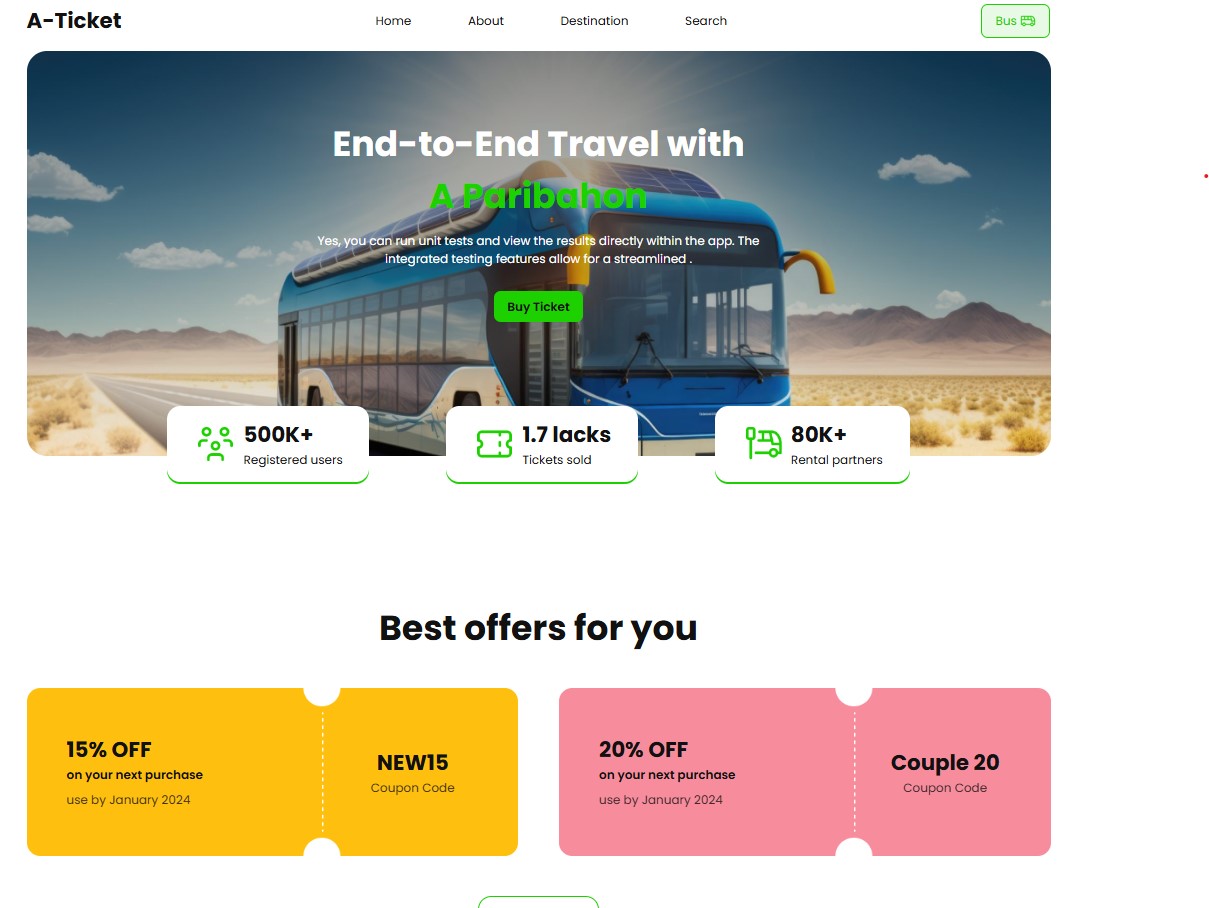 A-Ticket
Home
About
Destination
Search
Bus
End-to-End Travel with
A Paribahon
Yes, you can run unit tests and view the results directly within the app. The
integrated testing features allow for a streamlined .
Buy Ticket
500K+
Registered users
1.7 lacks
Tickets sold
80K+
Rental partners
Best offers for you
15% OFF
on your next purchase
use by January 2024
NEW15
Coupon Code
20% OFF
on your next purchase
use by January 2024
Couple 20
Coupon Code